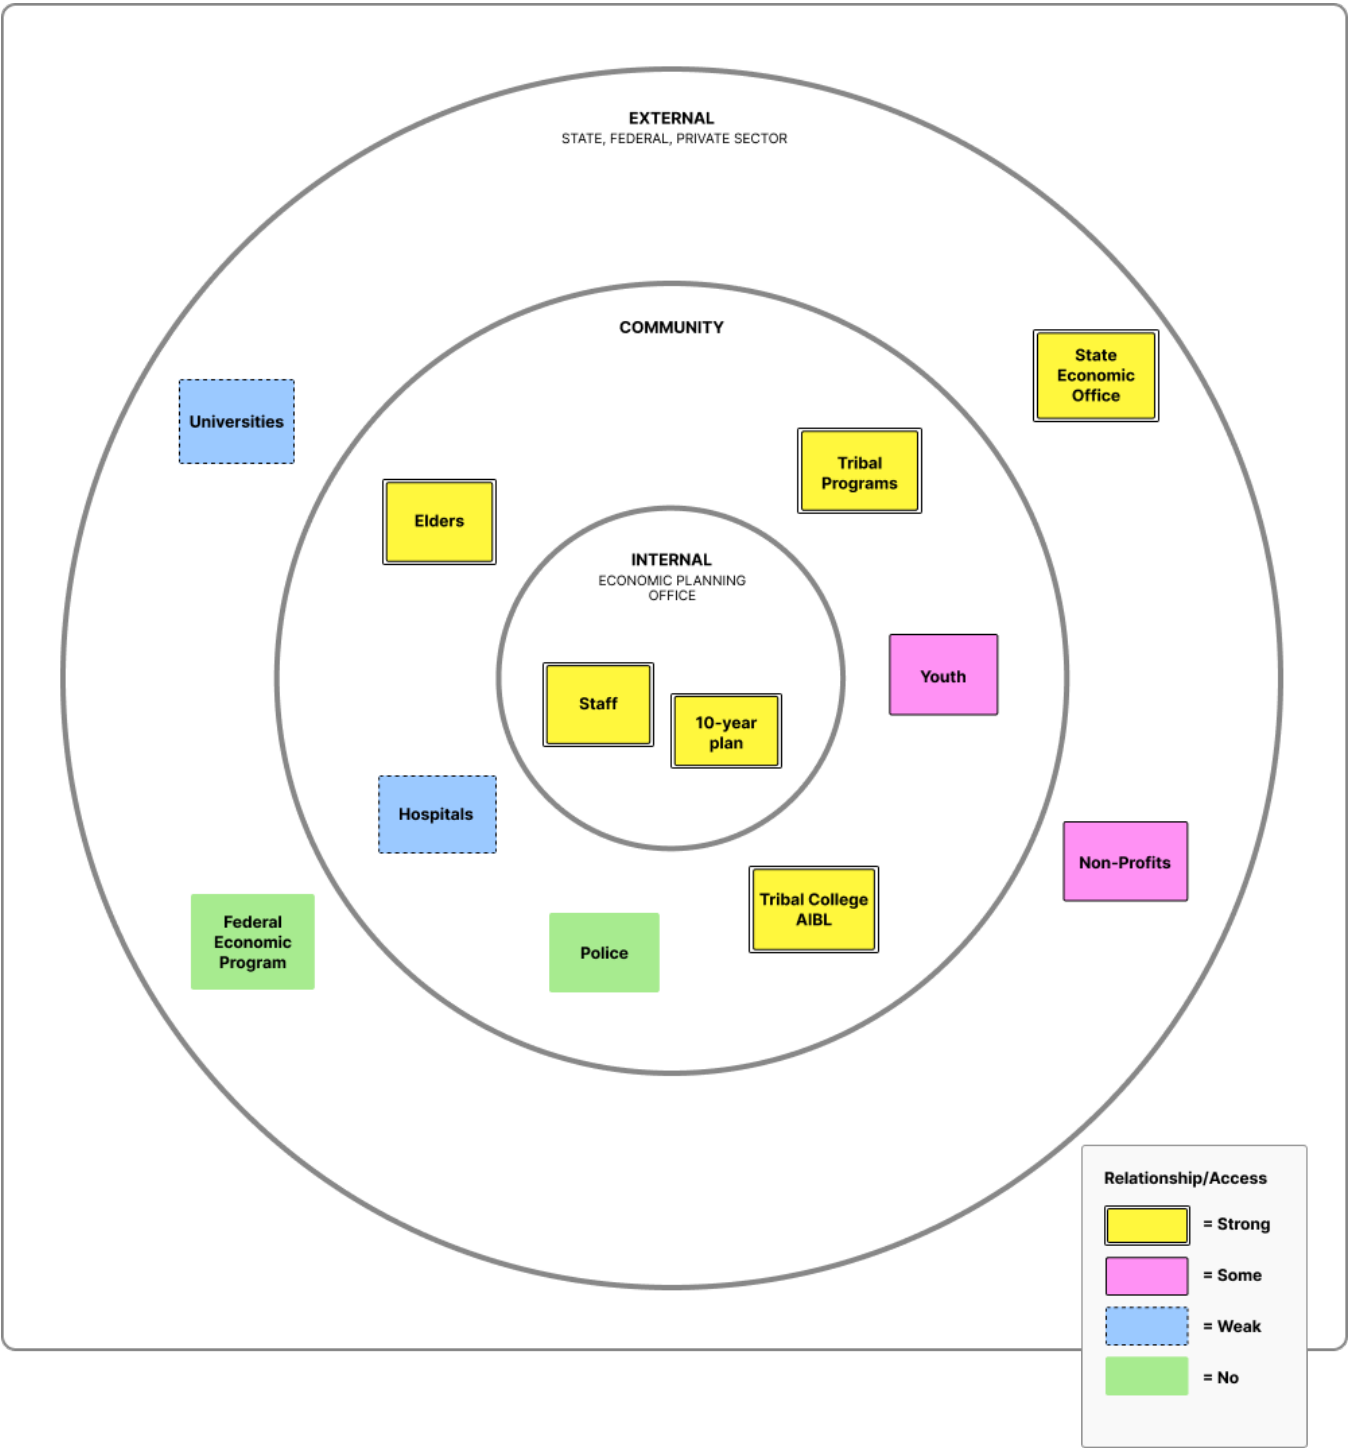 EXTERNAL
STATE, FEDERAL, PRIVATE SECTOR
COMMUNITY
State
Economic
Office
Universities
Tribal
Programs
Elders
INTERNAL
ECONOMIC PLANNING
OFFICE
Youth
Staff
10-year
plan
Hospitals
Non-Profits
Tribal College
AIBL
Federal
Economic
Program
Police
Relationship/Access
= Strong
= Some
= Weak
= No